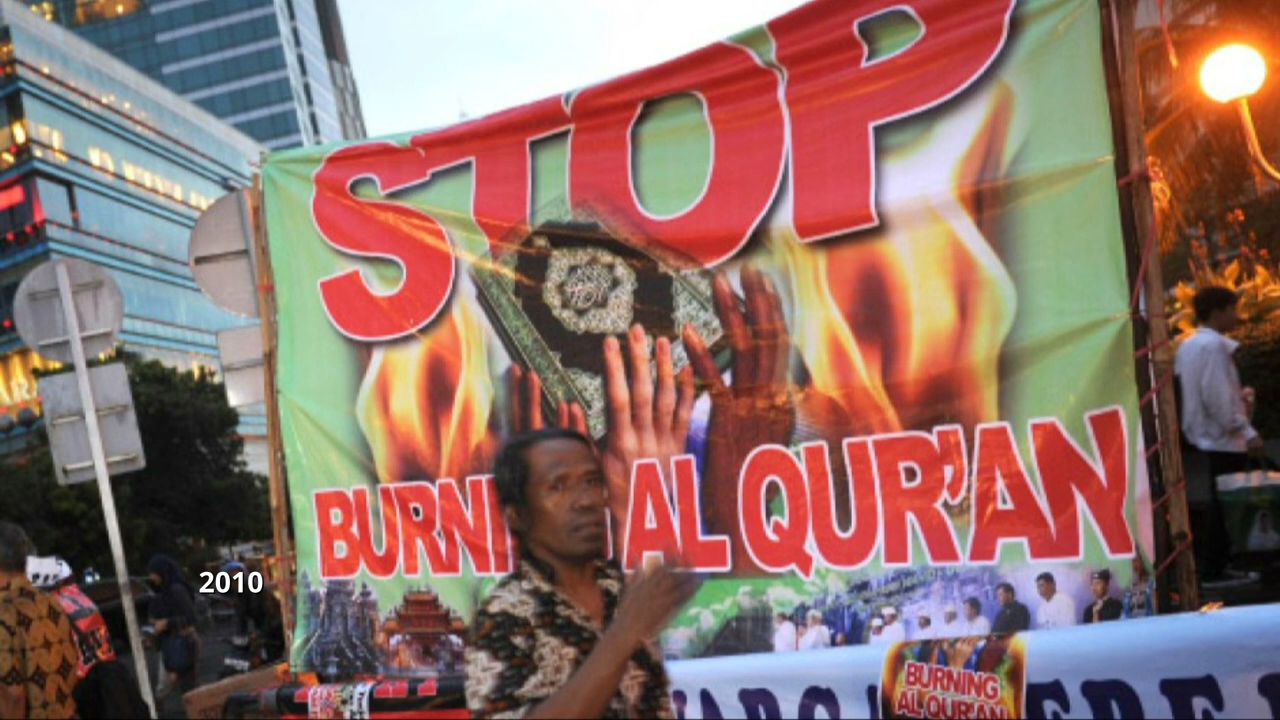 STOP
BURNI AL QUR'AN
2010
BURNING
AL QUR'AN